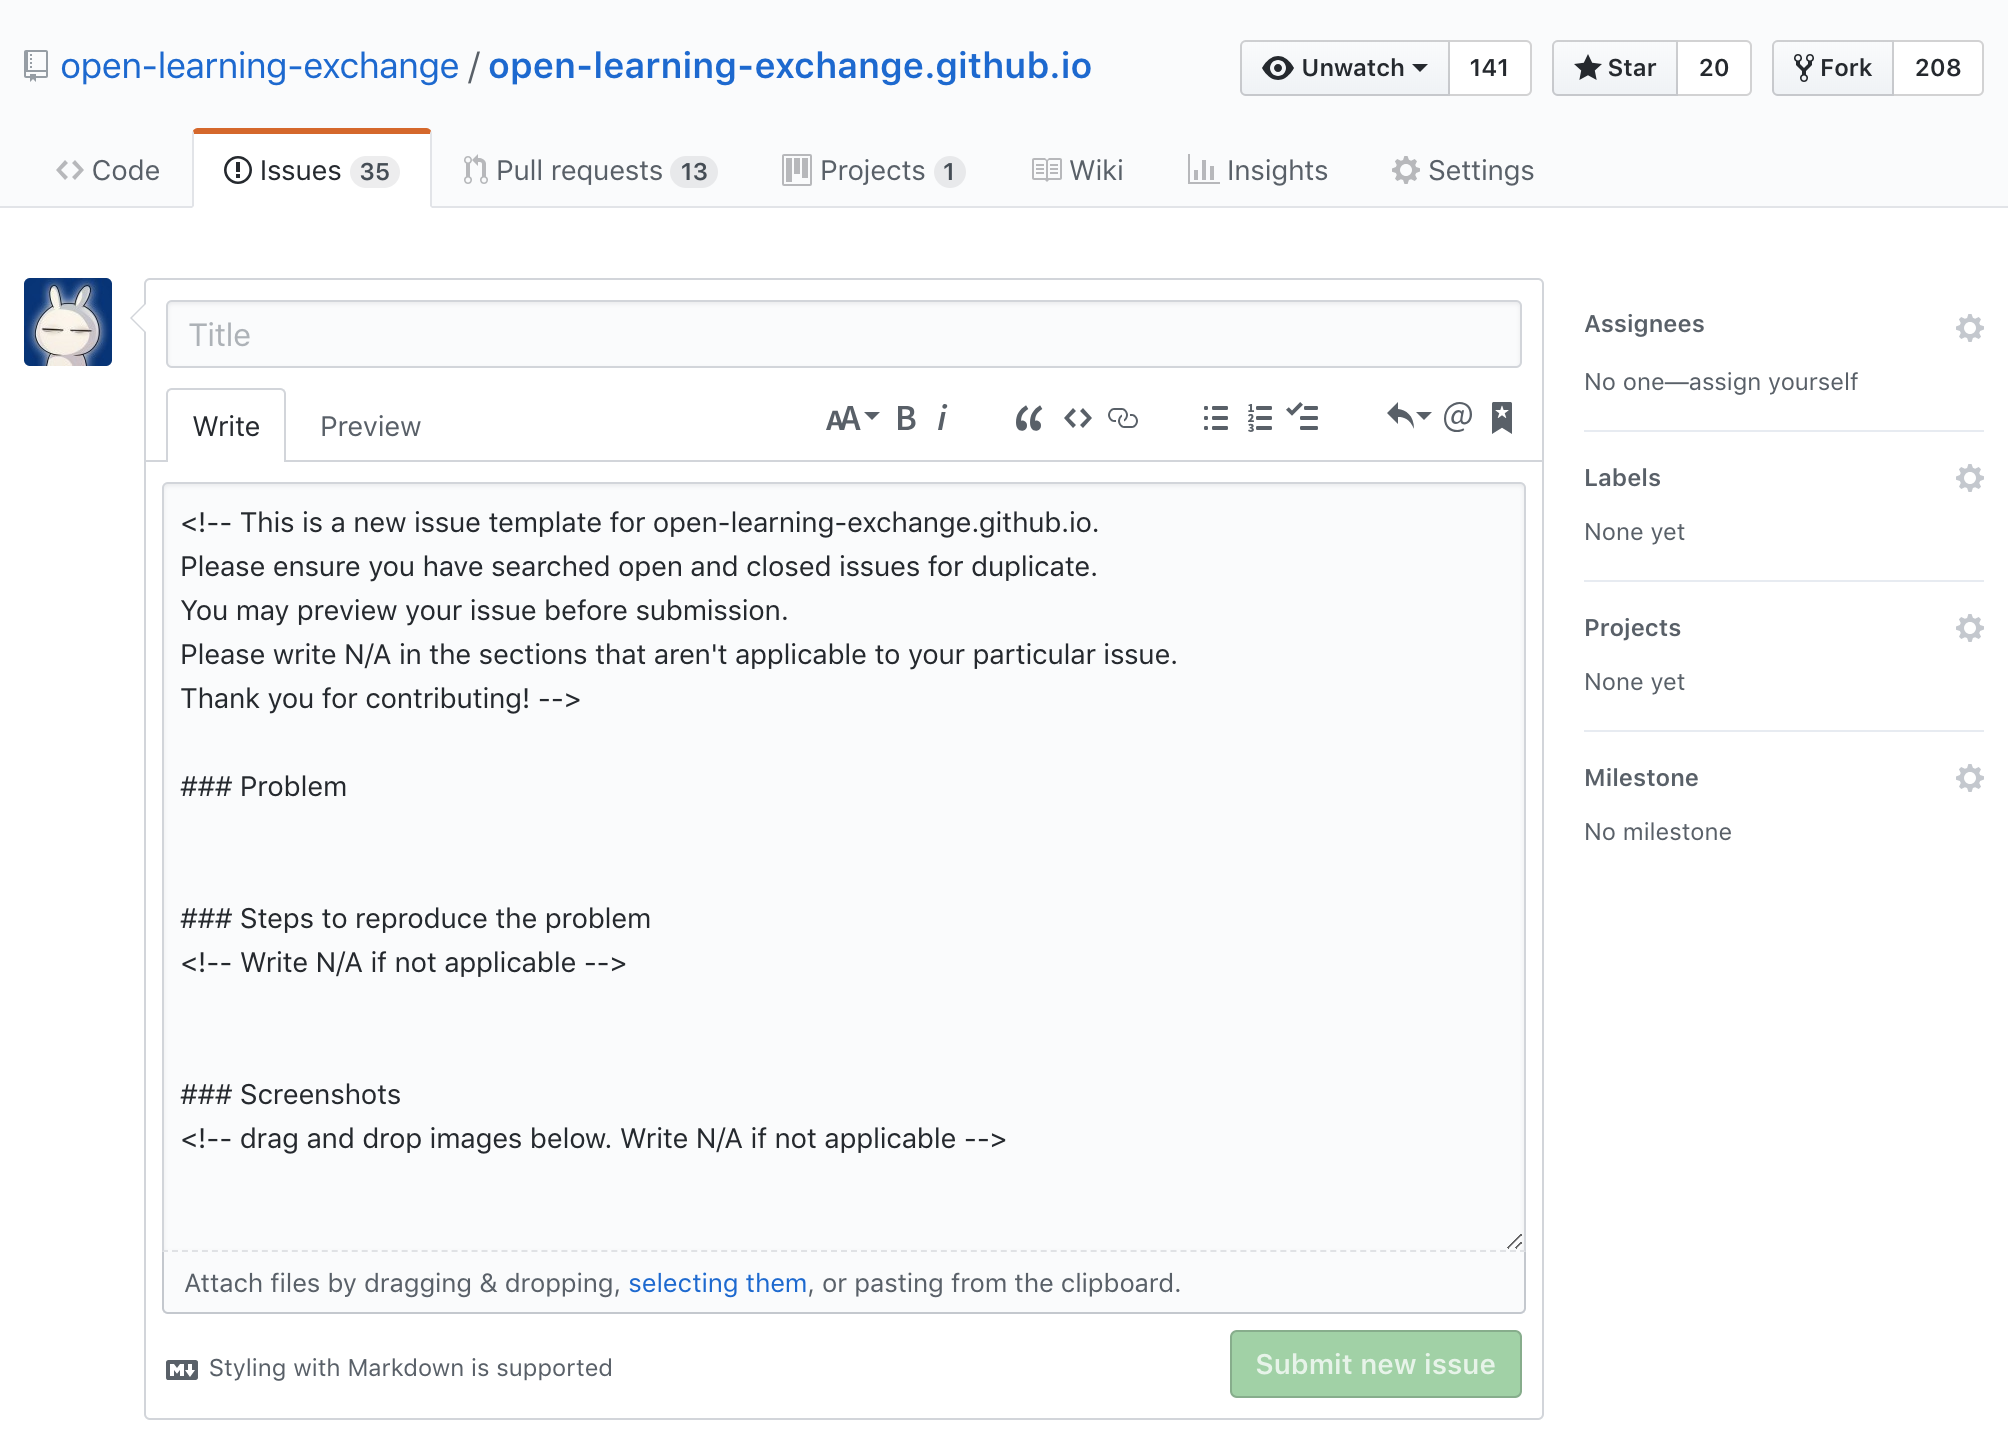 open-learning-exchange / open-learning-exchange.github.io
Unwatch 141
Star 20
Fork 208
Code
Issues 35
Pull requests 13
Projects 1
Wiki
Insights
Settings
Title
Write
Preview
AA B i
<!-- This is a new issue template for open-learning-exchange.github.io.
Please ensure you have searched open and closed issues for duplicate.
You may preview your issue before submission.
Please write N/A in the sections that aren't applicable to your particular issue.
Thank you for contributing! -->
### Problem
### Steps to reproduce the problem
<!-- Write N/A if not applicable -->
### Screenshots
<!-- drag and drop images below. Write N/A if not applicable -->
Attach files by dragging & dropping, selecting them, or pasting from the clipboard.
Styling with Markdown is supported
Submit new issue
Assignees
No one—assign yourself
Labels
None yet
Projects
None yet
Milestone
No milestone